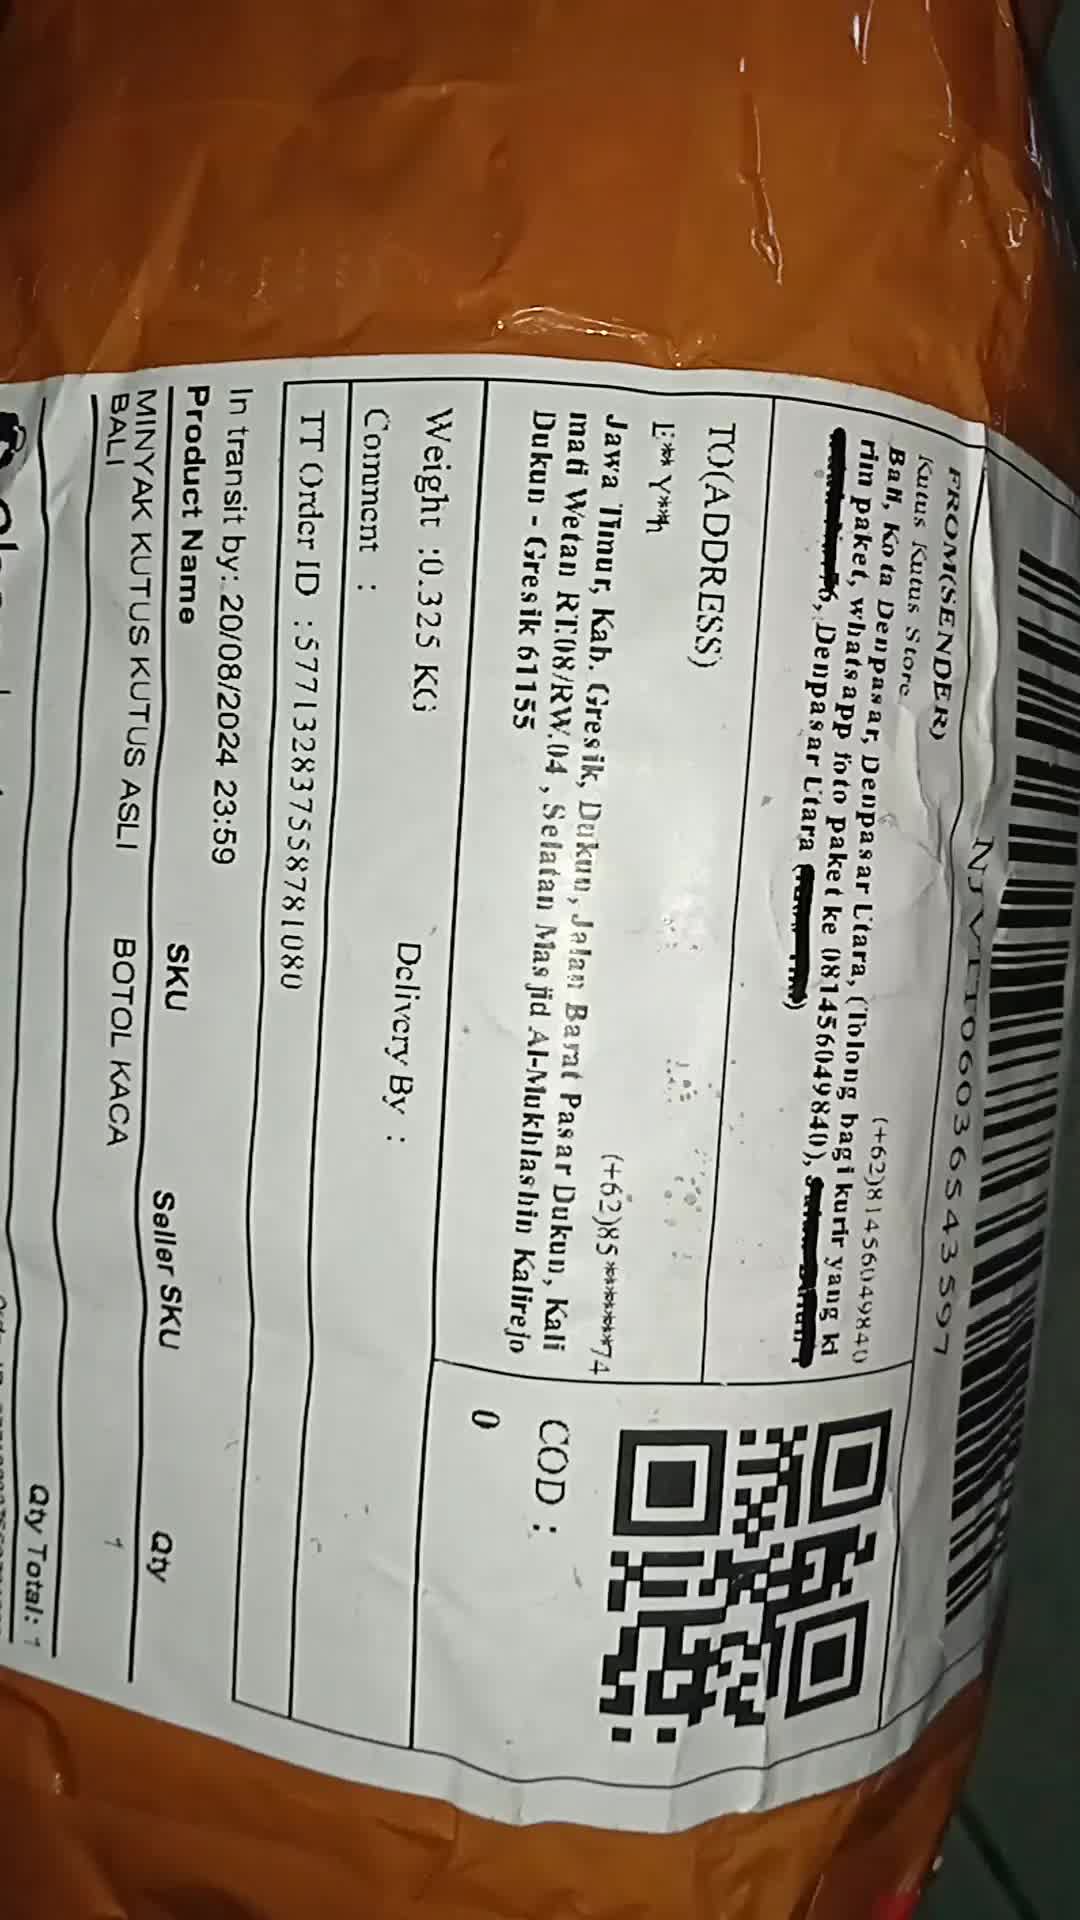 NJVTT06036543597
FROM(SENDER)
Kutus Kutus Store
(+62)81456049840
Bali, Kota Denpasar, Denpasar Utara, (Tolong bagi kurir yang ki
rim paket, whatsapp foto paket ke 081456049840),
Denpasar Utara
TO(ADDRESS)
E** Y**h
(+62)85*******74
Jawa Timur, Kab. Gresik, Dukun, Jalan Barat Pasar Dukun, Kali
mati Wetan RT.08/RW.04 , Selatan Masjid Al-Mukhlashin Kalirejo
Dukun - Gresik 61155
COD :
0
Weight :0.325 KG
Delivery By :
Comment :
TT Order ID : 577132837558781080
In transit by: 20/08/2024 23:59
Product Name SKU Seller SKU Qty
MINYAK KUTUS KUTUS ASLI BOTOL KACA 1
BALI
Qty Total: 1